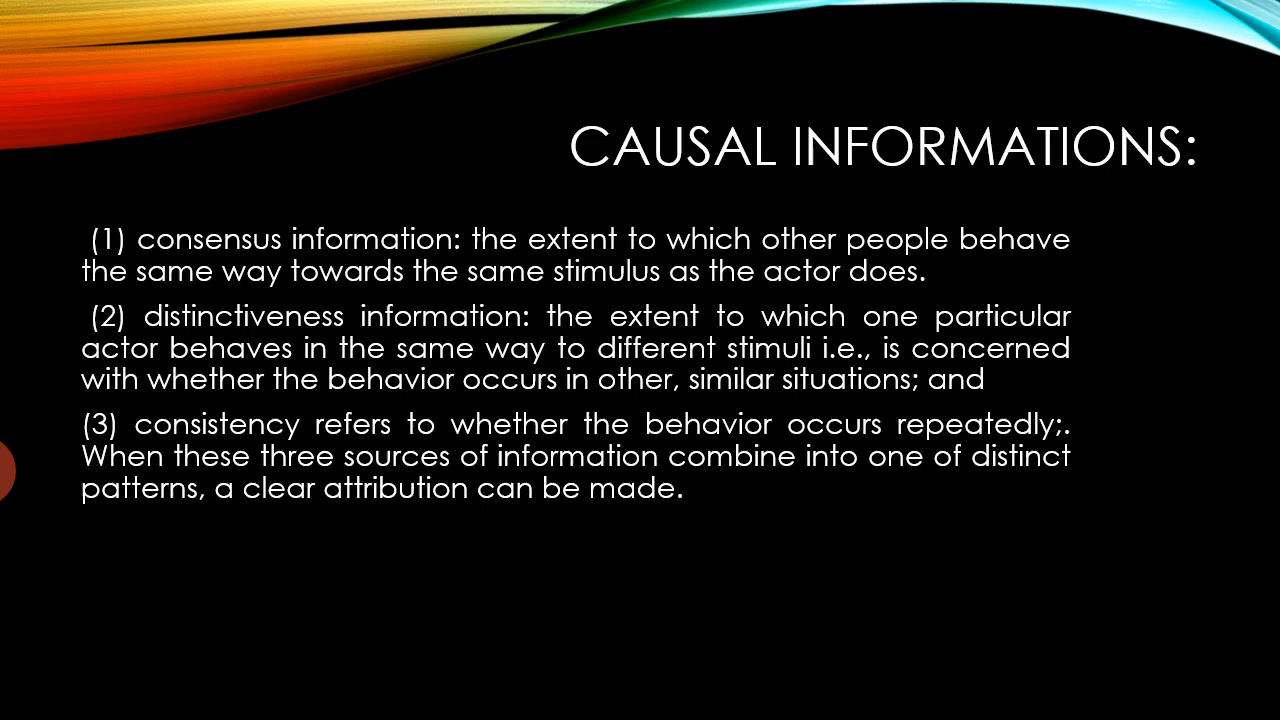 CAUSAL INFORMATIONS:
(1) consensus information: the extent to which other people behave
the same way towards the same stimulus as the actor does.
(2) distinctiveness information: the extent to which one particular
actor behaves in the same way to different stimuli i.e., is concerned
with whether the behavior occurs in other, similar situations; and
(3) consistency refers to whether the behavior occurs repeatedly;.
When these three sources of information combine into one of distinct
patterns, a clear attribution can be made.